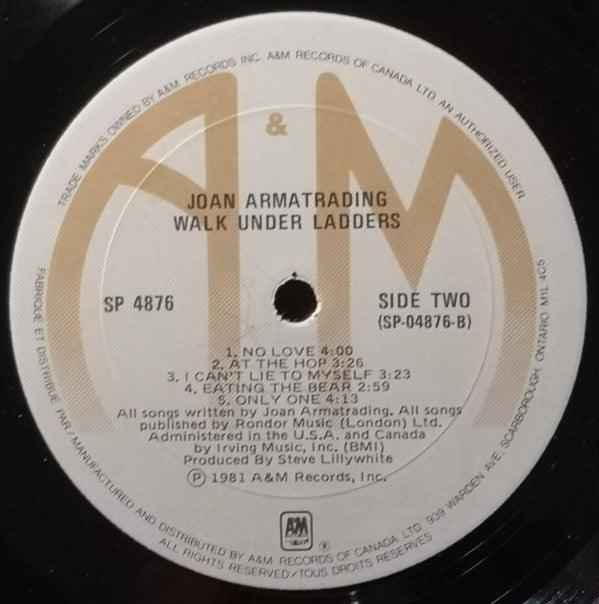 TRADE MARKS OWNED BY A&M RECORDS INC. A&M RECORDS OF CANADA LTD. AN AUTHORIZED USER
A & M
JOAN ARMATRADING
WALK UNDER LADDERS
SP 4876
SIDE TWO
(SP-04876-B)
1. NO LOVE 4:00
2. AT THE HOP 3:26
3. I CAN'T LIE TO MYSELF 3:23
4. EATING THE BEAR 2:59
5. ONLY ONE 4:13
All songs written by Joan Armatrading. All songs
published by Rondor Music (London) Ltd.
Administered in the U.S.A. and Canada
by Irving Music, Inc. (BMI)
Produced By Steve Lillywhite
Ⓟ 1981 A&M Records, Inc.
A&M
RECORDS
®
FABRIQUE ET DISTRIBUÉ PAR/MANUFACTURED AND DISTRIBUTED BY A&M RECORDS OF CANADA LTD. 939 WARDEN AVE, SCARBOROUGH, ONTARIO M1L 4C5
ALL RIGHTS RESERVED/TOUS DROITS RESERVÉS